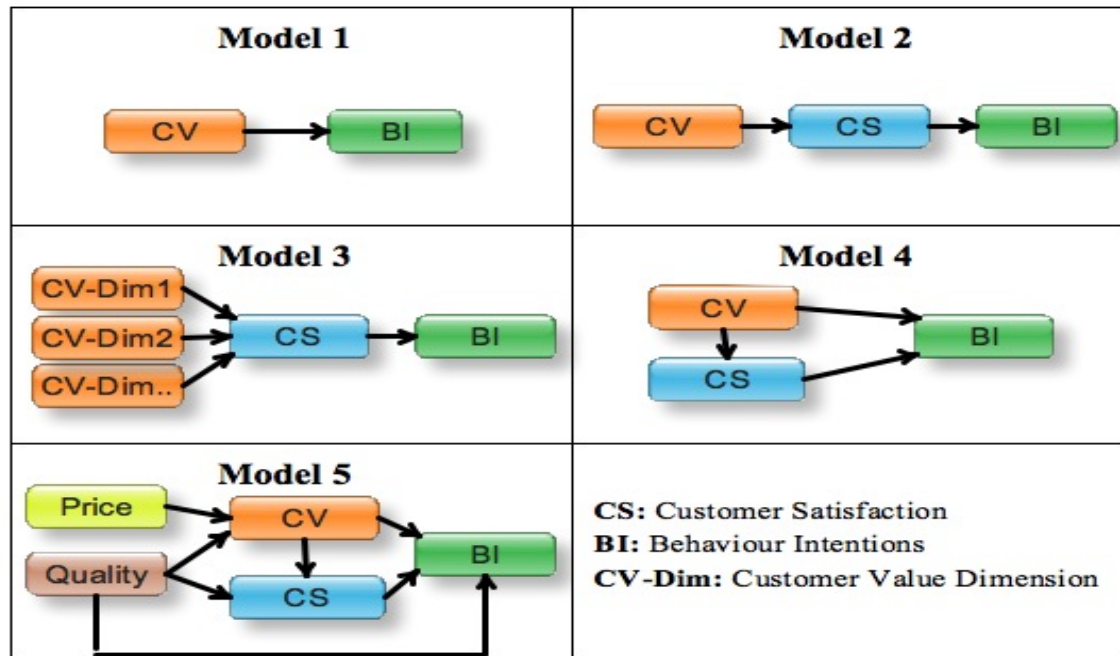 Model 1
CV
BI
Model 2
CV
CS
BI
Model 3
CV-Dim1
CV-Dim2
CV-Dim..
CS
BI
Model 4
CV
CS
BI
Model 5
Price
Quality
CV
CS
BI
CS: Customer Satisfaction
BI: Behaviour Intentions
CV-Dim: Customer Value Dimension